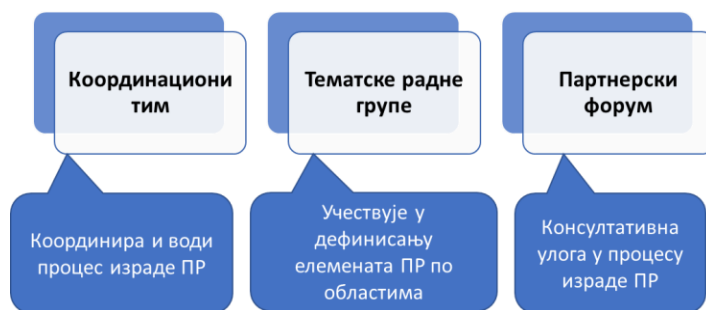 Координациони
тим
Тематске радне
групе
Партнерски
форум
Координира и води
процес израде ПР
Учествује у
дефинисању
елемената ПР по
областима
Консултативна
улога у процесу
израде ПР